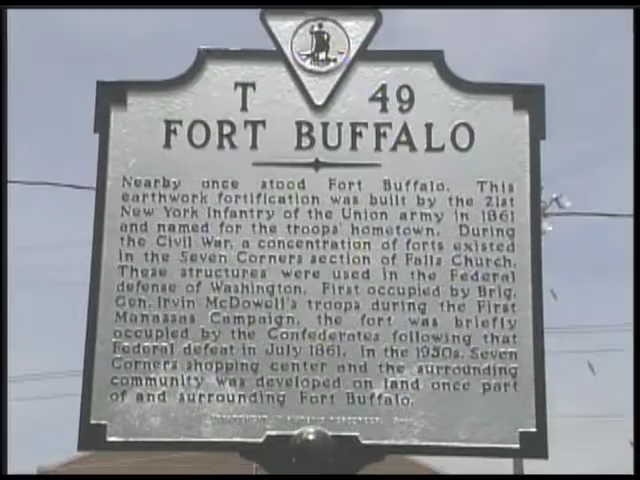 T 49
FORT BUFFALO
Nearby once stood Fort Buffalo. This
earthwork fortification was built by the 21st
New York Infantry of the Union army in 1861
and named for the troops' hometown. During
the Civil War, a concentration of forts existed
in the Seven Corners section of Falls Church.
These structures were used in the Federal
defense of Washington. First occupied by Brig.
Gen. Irvin McDowell's troops during the First
Manassas Campaign, the fort was briefly
occupied by the Confederates following that
Federal defeat in July 1861. In the 1950s, Seven
Corners shopping center and the surrounding
community was developed on land once part
of and surrounding Fort Buffalo.